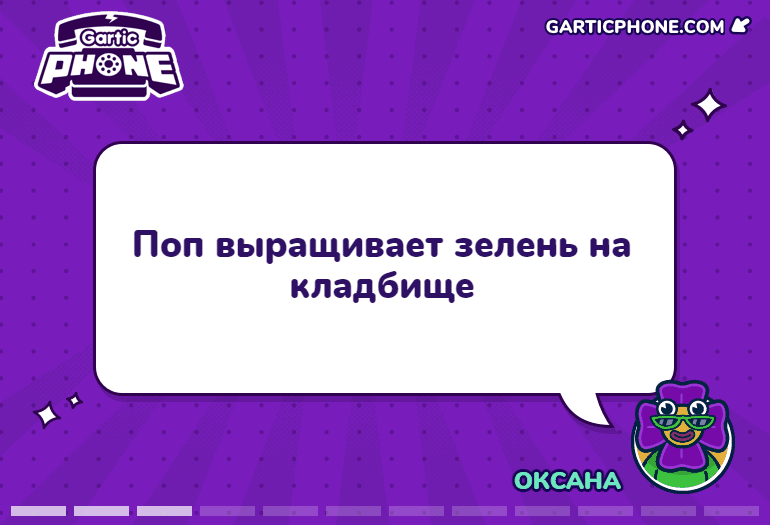 Gartic
PHONE
GARTICPHONE.COM
Поп выращивает зелень на
кладбище
ОКСАНА